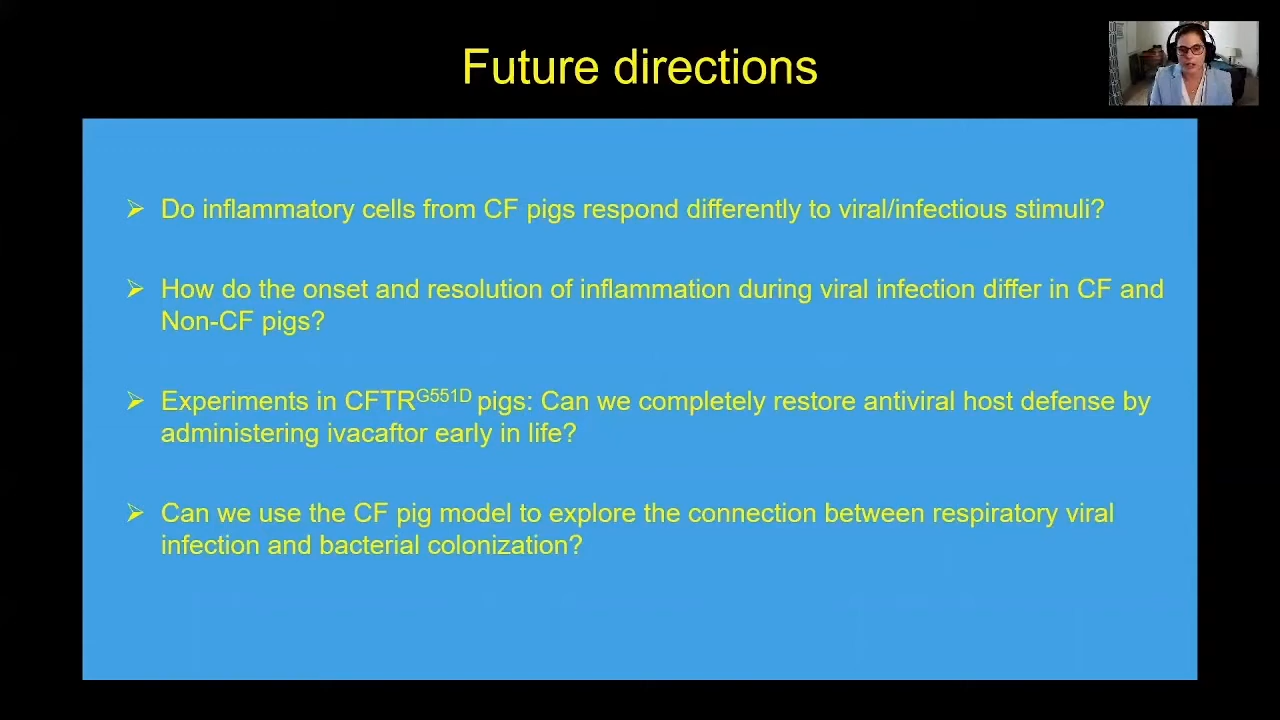 Future directions
➢ Do inflammatory cells from CF pigs respond differently to viral/infectious stimuli?
➢ How do the onset and resolution of inflammation during viral infection differ in CF and
Non-CF pigs?
➢ Experiments in CFTRG551D pigs: Can we completely restore antiviral host defense by
administering ivacaftor early in life?
➢ Can we use the CF pig model to explore the connection between respiratory viral
infection and bacterial colonization?